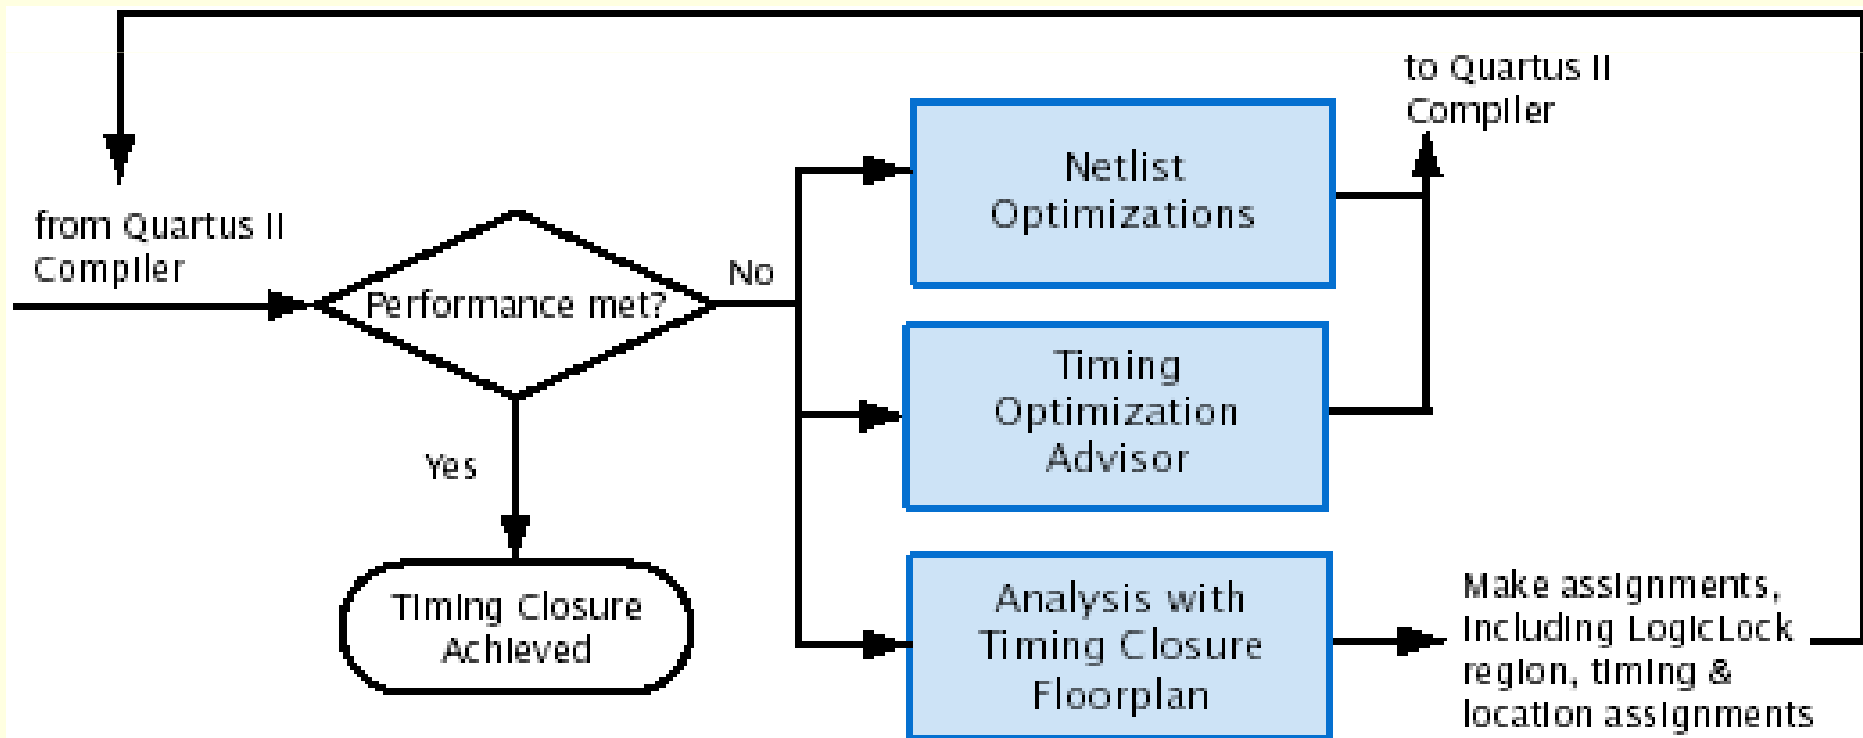 to Quartus II
Compiler
from Quartus II
Compiler
Performance met?
No
Yes
Timing Closure
Achieved
Netlist
Optimizations
Timing
Optimization
Advisor
Analysis with
Timing Closure
Floorplan
Make assignments,
including LogicLock
region, timing &
location assignments